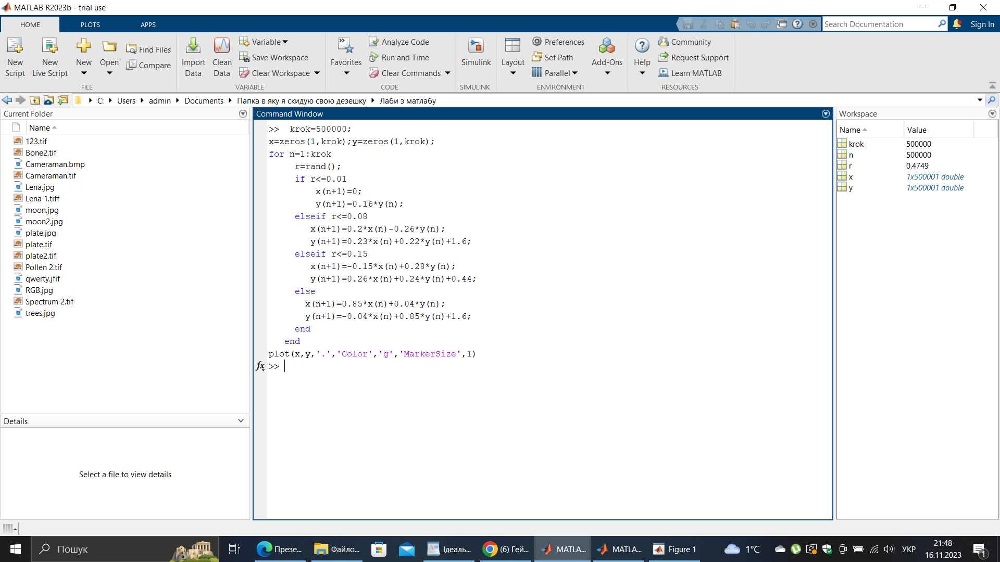 MATLAB R2023b - trial use
HOME PLOTS APPS
Search Documentation
Sign In
New Script
New Live Script
New
Open
Find Files
Compare
FILE
Import Data
Clean Data
Variable
Save Workspace
Clear Workspace
VARIABLE
Favorites
Analyze Code
Run and Time
Clear Commands
CODE
Simulink
SIMULINK
Layout
Preferences
Set Path
Parallel
Add-Ons
ENVIRONMENT
Help
Community
Request Support
Learn MATLAB
RESOURCES
C: Users admin Documents Папка в яку я скидую свою дезешку Лаби з матлабу
Current Folder
Name
123.tif
Bone2.tif
Cameraman.bmp
Cameraman.tif
Lena.jpg
Lena 1.tiff
moon.jpg
moon2.jpg
plate.jpg
plate.tif
plate2.tif
Pollen 2.tif
qwerty.jfif
RGB.jpg
Spectrum 2.tif
trees.jpg
Details
Select a file to view details
Command Window
>> krok=500000;
x=zeros(1,krok);y=zeros(1,krok);
for n=1:krok
r=rand();
if r<=0.01
x(n+1)=0;
y(n+1)=0.16*y(n);
elseif r<=0.08
x(n+1)=0.2*x(n)-0.26*y(n);
y(n+1)=0.23*x(n)+0.22*y(n)+1.6;
elseif r<=0.15
x(n+1)=-0.15*x(n)+0.28*y(n);
y(n+1)=0.26*x(n)+0.24*y(n)+0.44;
else
x(n+1)=0.85*x(n)+0.04*y(n);
y(n+1)=-0.04*x(n)+0.85*y(n)+1.6;
end
end
plot(x,y,'.','Color','g','MarkerSize',1)
fx >>
Workspace
Name Value
krok 500000
n 500000
r 0.4749
x 1x500001 double
y 1x500001 double
Пошук
Презе...
Файло...
Ідеаль...
(6) Гей...
MATLA...
MATLA...
Figure 1
1°C
УКР
21:48
16.11.2023
1